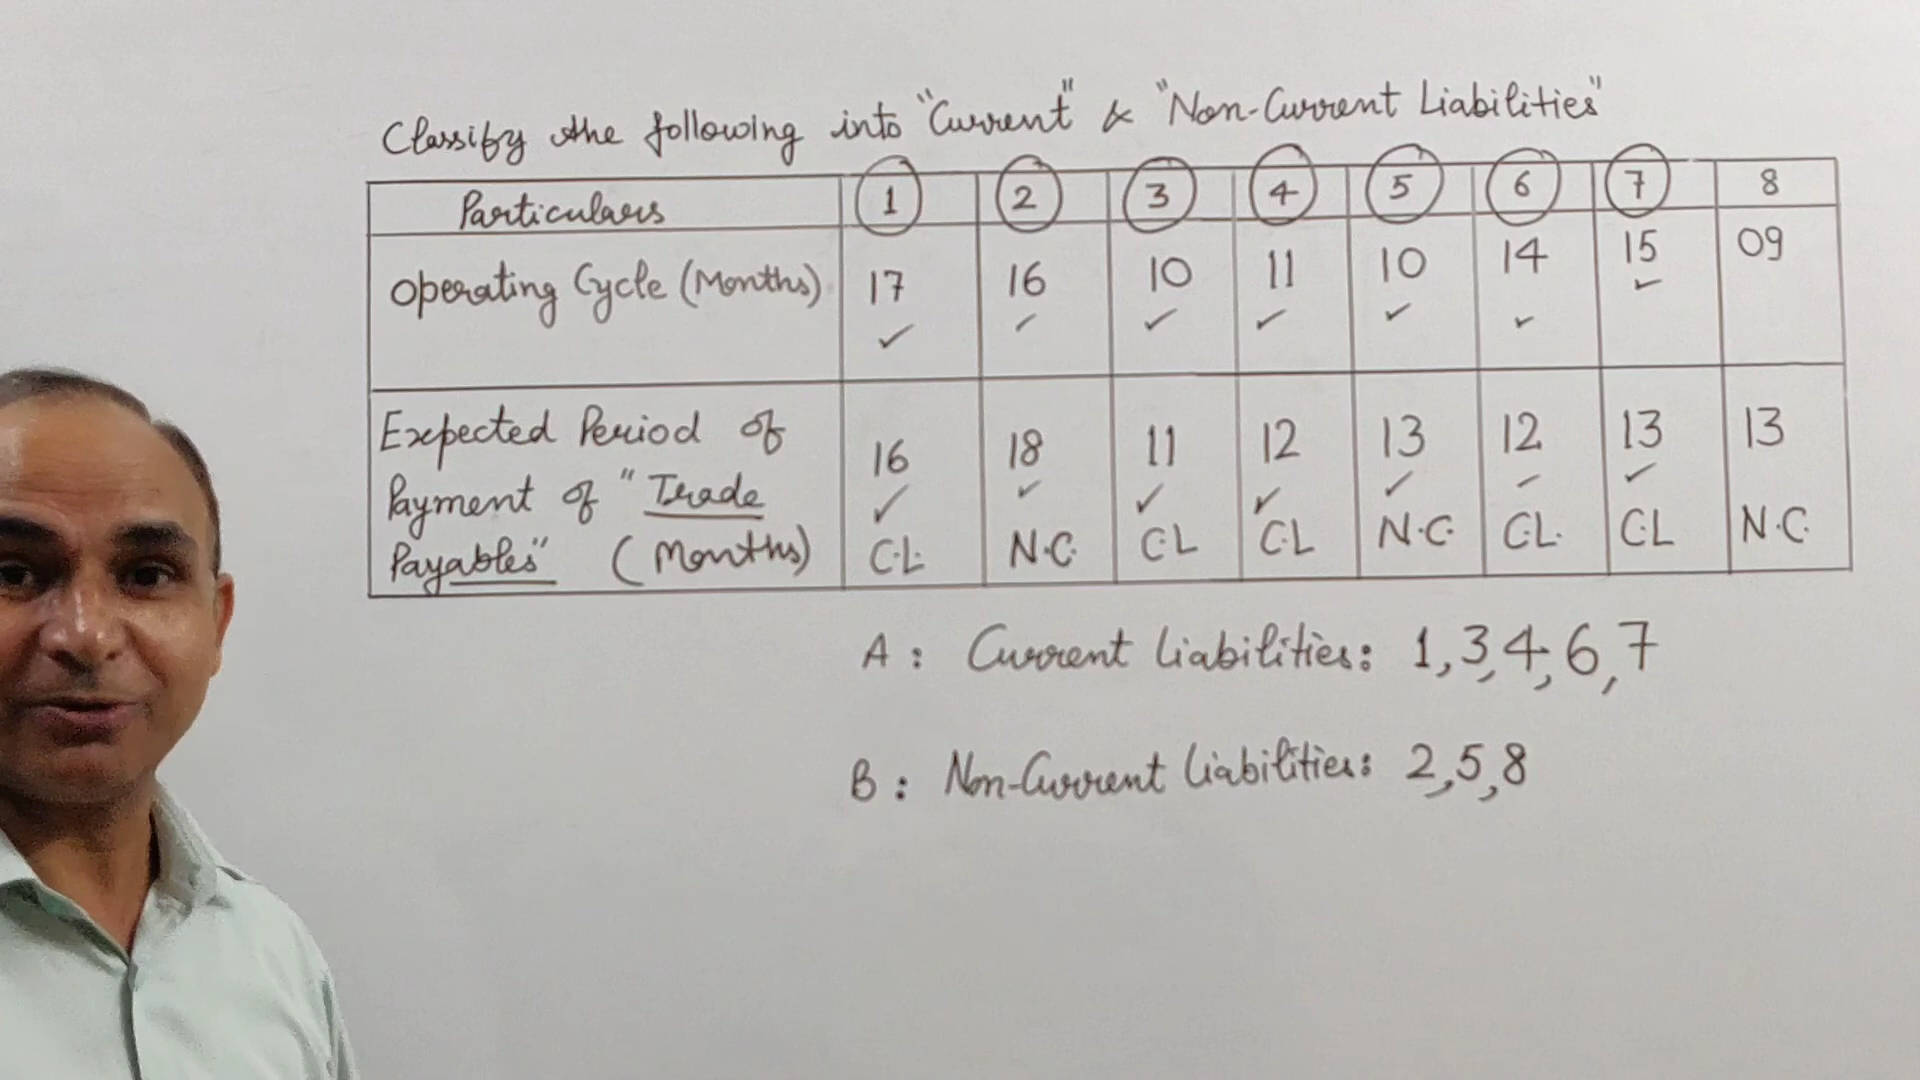 Classify the following into "Current" & "Non-Current Liabilities"
Particulars 1 2 3 4 5 6 7 8
Operating Cycle (Months) 17 16 10 11 10 14 15 09
Expected Period of
Payment of "Trade
Payables" (Months)
16 18 11 12 13 12 13 13
C.L. N.C. C.L C.L N.C. C.L. C.L N.C.
A : Current Liabilities: 1,3,4,6,7
B : Non-Current Liabilities: 2,5,8